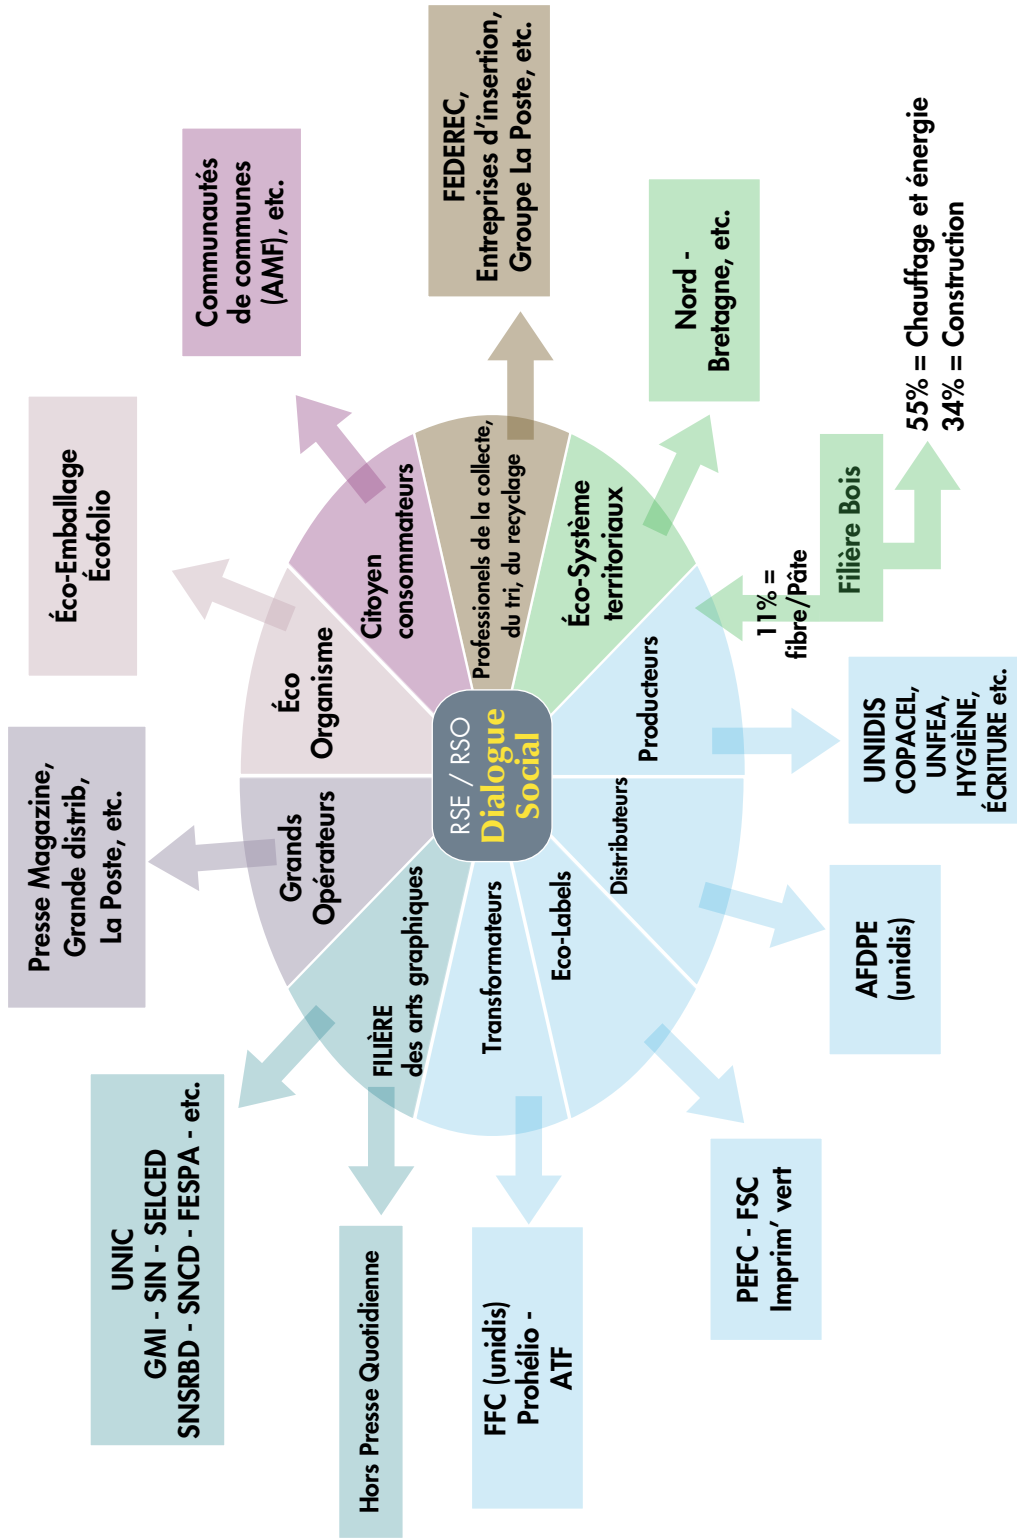 UNIC
GMI - SIN - SELCED
SNSRBD - SNCD - FESPA - etc.
Presse Magazine,
Grande distrib,
La Poste, etc.
Éco-Emballage
Écofolio
Communautés
de communes
(AMF), etc.
Hors Presse Quotidienne
FILIÈRE
des arts graphiques
Grands
Opérateurs
Éco
Organisme
Citoyen
consommateurs
FEDEREC,
Entreprises d'insertion,
Groupe La Poste, etc.
RSE / RSO
Dialogue
Social
Professionels de la collecte,
du tri, du recyclage
FFC (unidis)
Prohélio -
ATF
Transformateurs
Eco-Labels
Distributeurs
Producteurs
Éco-Système
territoriaux
Nord -
Bretagne, etc.
PEFC - FSC
Imprim' vert
AFDPE
(unidis)
UNIDIS
COPACEL,
UNFEA,
HYGIÈNE,
ÉCRITURE etc.
11% =
fibre/Pâte
Filière Bois
55% = Chauffage et énergie
34% = Construction